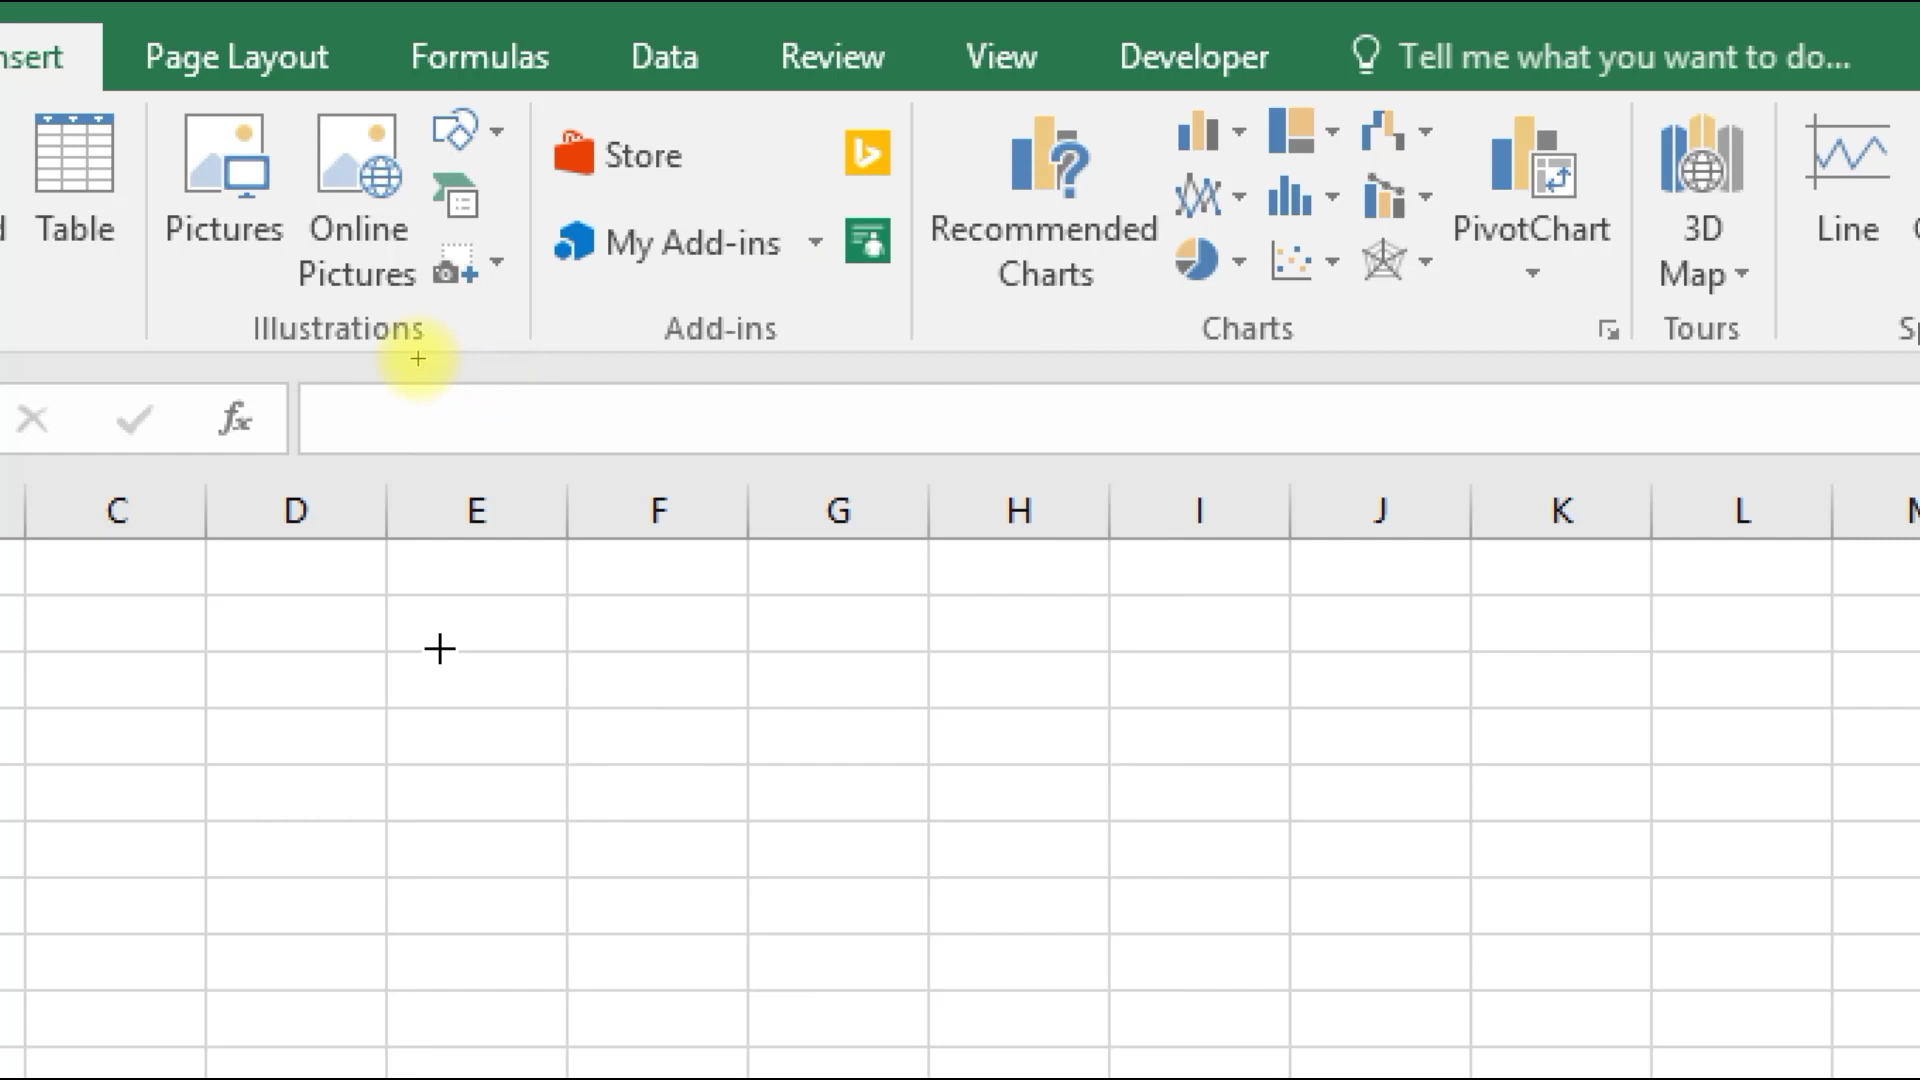 nsert Page Layout Formulas Data Review View Developer Tell me what you want to do...
Table
Pictures
Online
Pictures
Illustrations
Store
My Add-ins
Add-ins
Recommended
Charts
Charts
PivotChart
3D
Map
Tours
Line
fx
C D E F G H I J K L